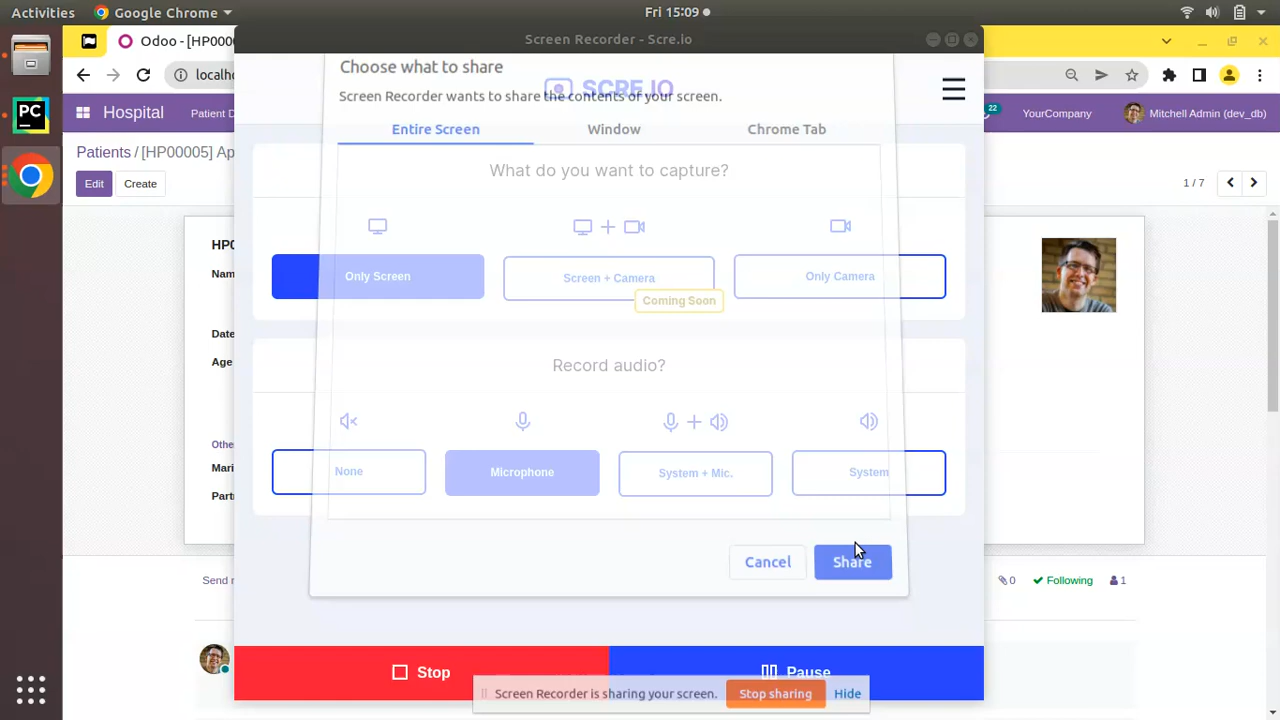 Activities
Google Chrome
Fri 15:09
Screen Recorder - Scre.io
Odoo - [HP000
localh
Hospital
Patient D
22
YourCompany
Mitchell Admin (dev_db)
Patients / [HP00005] Ap
Edit
Create
1 / 7
Choose what to share
SCRE.IO
Screen Recorder wants to share the contents of your screen.
Entire Screen
Window
Chrome Tab
What do you want to capture?
Only Screen
Screen + Camera
Coming Soon
Only Camera
Record audio?
None
Microphone
System + Mic.
System
Cancel
Share
HP0
Nam
Date
Age
Othe
Mari
Part
Send m
0
Following
1
Stop
Pause
Screen Recorder is sharing your screen.
Stop sharing
Hide
PC